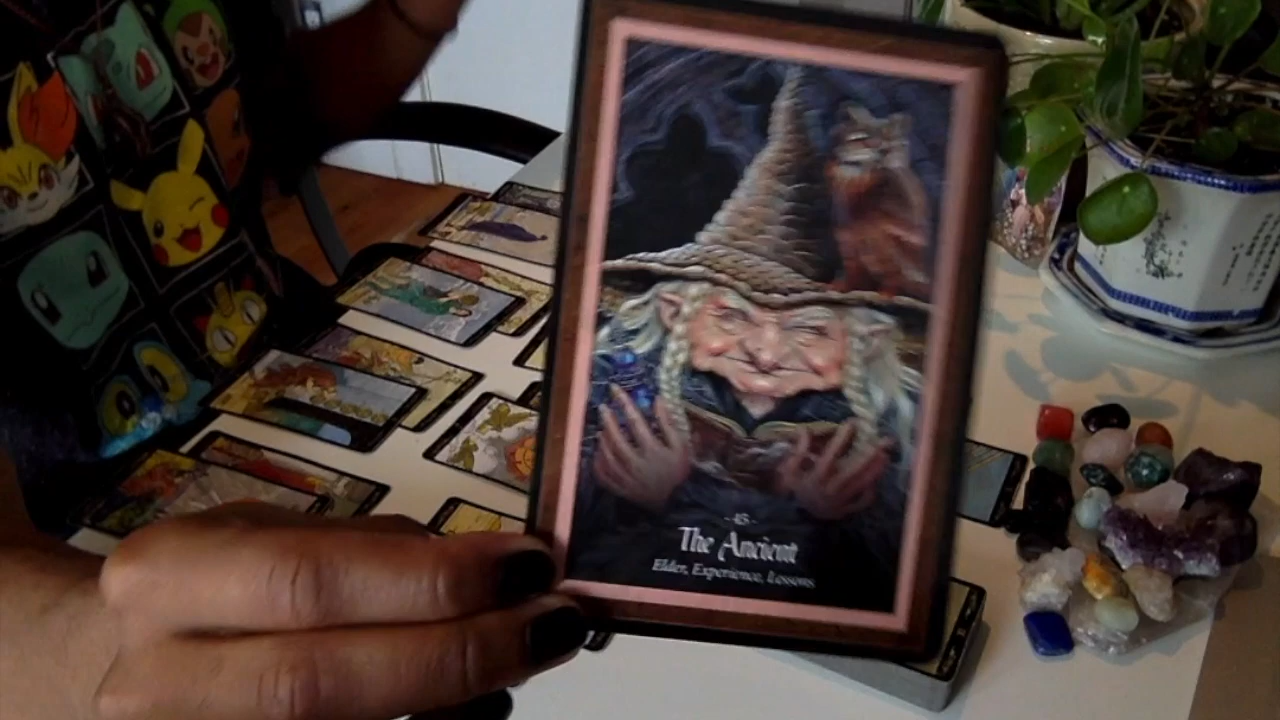 - 45 -
The Ancient
Elder, Experience, Lessons